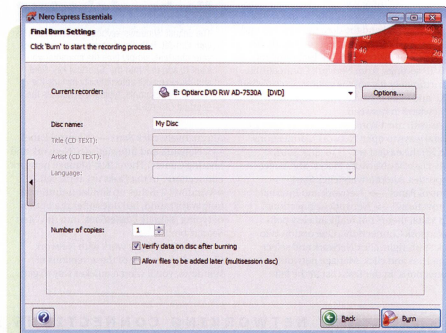 Nero Express Essentials
Final Burn Settings
Click 'Burn' to start the recording process.
Current recorder: E: Optiarc DVD RW AD-7530A [DVD] Options...
Disc name: My Disc
Title (CD TEXT):
Artist (CD TEXT):
Language:
Number of copies: 1
Verify data on disc after burning
Allow files to be added later (multisession disc)
Back Burn